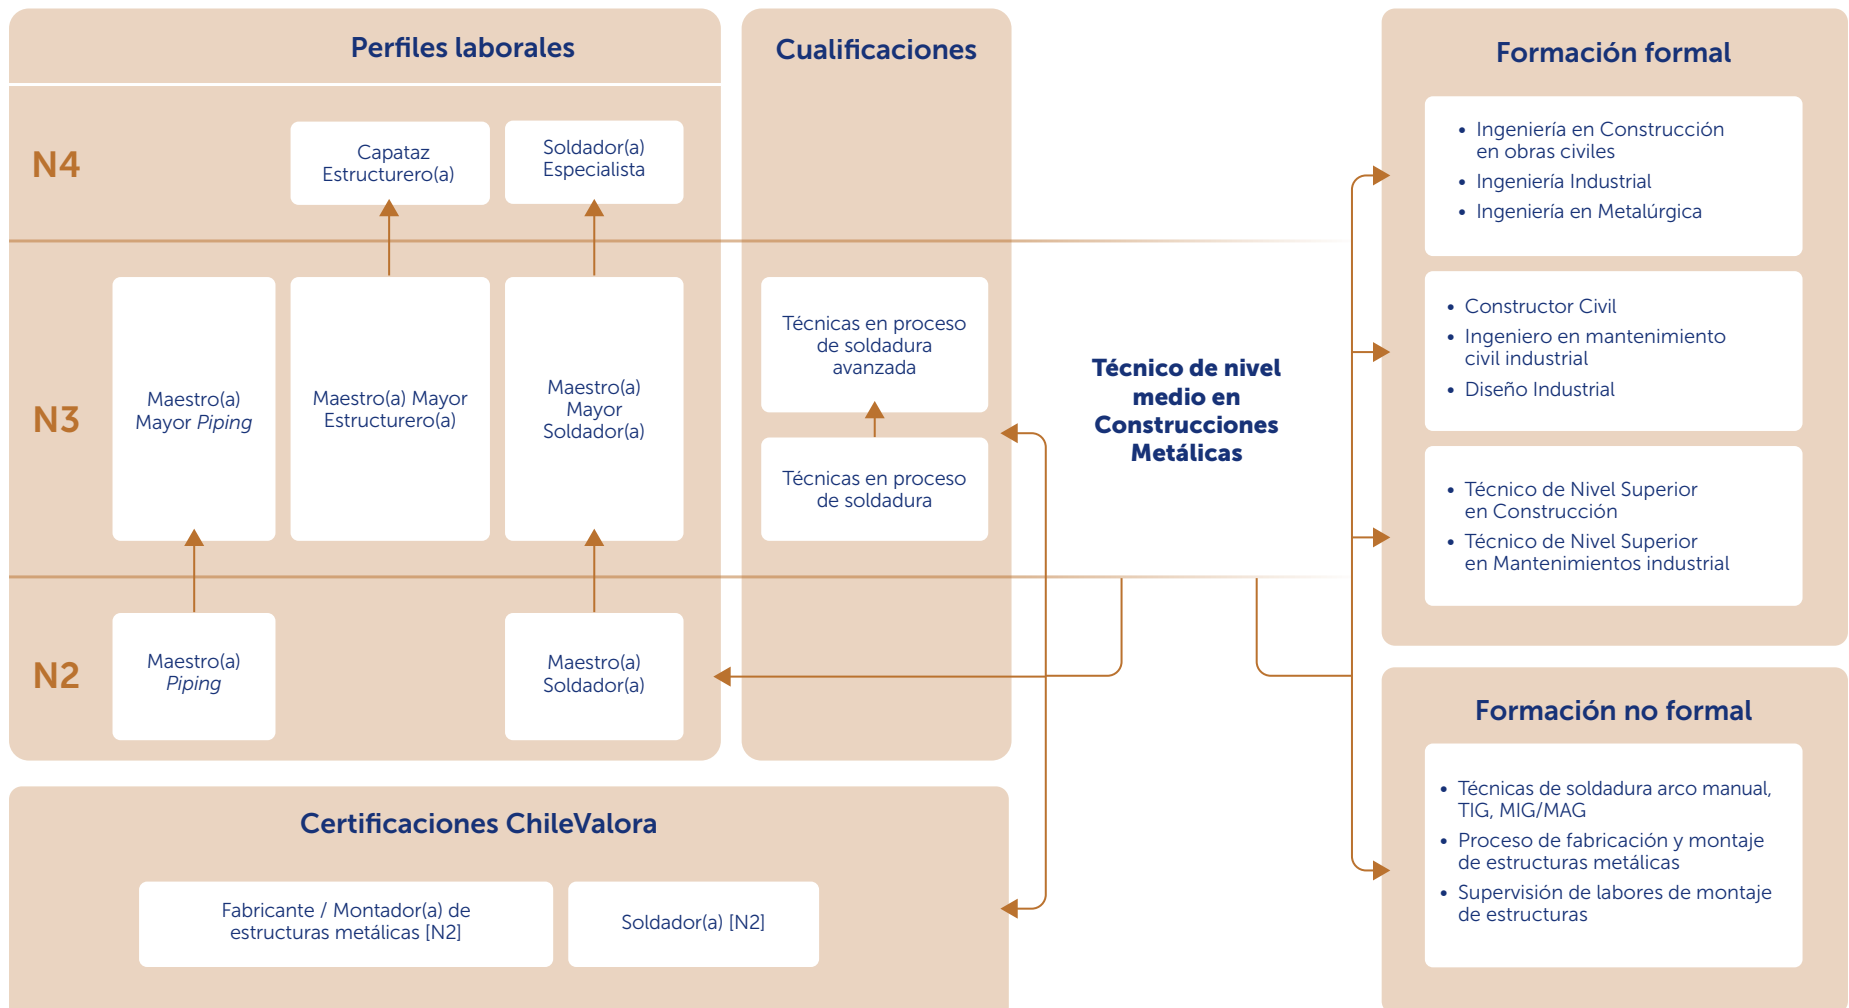 Perfiles laborales
N4
Capataz
Estructurero(a)
Soldador(a)
Especialista
N3
Maestro(a)
Mayor Piping
Maestro(a) Mayor
Estructurero(a)
Maestro(a)
Mayor
Soldador(a)
N2
Maestro(a)
Piping
Maestro(a)
Soldador(a)
Cualificaciones
Técnicas en proceso
de soldadura
avanzada
Técnicas en proceso
de soldadura
Técnico de nivel
medio en
Construcciones
Metálicas
Formación formal
• Ingeniería en Construcción
en obras civiles
• Ingeniería Industrial
• Ingeniería en Metalúrgica
• Constructor Civil
• Ingeniero en mantenimiento
civil industrial
• Diseño Industrial
• Técnico de Nivel Superior
en Construcción
• Técnico de Nivel Superior
en Mantenimientos industrial
Formación no formal
• Técnicas de soldadura arco manual,
TIG, MIG/MAG
• Proceso de fabricación y montaje
de estructuras metálicas
• Supervisión de labores de montaje
de estructuras
Certificaciones ChileValora
Fabricante / Montador(a) de
estructuras metálicas [N2]
Soldador(a) [N2]